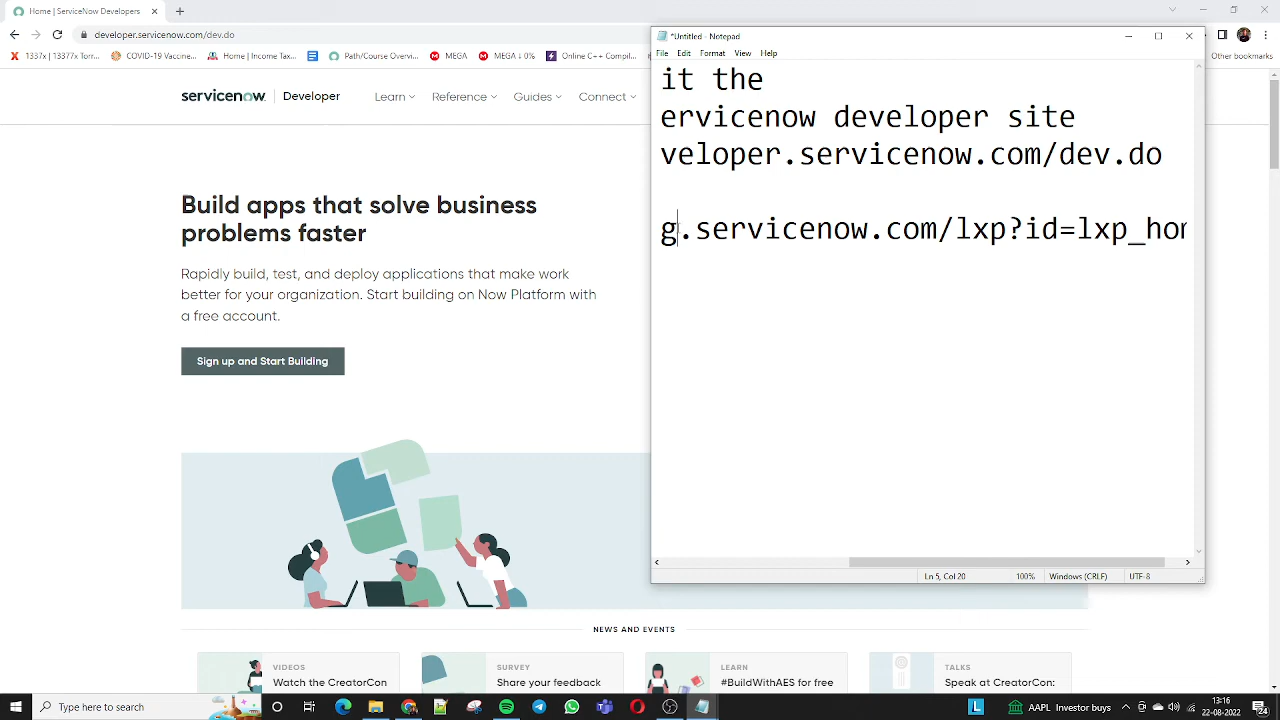 Home | ServiceNow Developers
*Untitled - Notepad
developer.servicenow.com/dev.do
File Edit Format View Help
1337x | 13377x Torr...
COVID-19 Vaccine...
Home | Income Tax...
Path/Course Overvi...
MEGA
MEGA ⇓ 0%
Online C++ Compil...
Other bookmarks
servicenow Developer Learn Reference Guides Connect
it the
ervicenow developer site
veloper.servicenow.com/dev.do
g.servicenow.com/lxp?id=lxp_hom
Build apps that solve business
problems faster
Rapidly build, test, and deploy applications that make work
better for your organization. Start building on Now Platform with
a free account.
Sign up and Start Building
Ln 5, Col 20 100% Windows (CRLF) UTF-8
NEWS AND EVENTS
VIDEOS
Watch the CreatorCon
SURVEY
Share your feedback
LEARN
#BuildWithAES for free
TALKS
Speak at CreatorCon:
Type here to search
AAPL Investor buys
13:16
22-08-2022